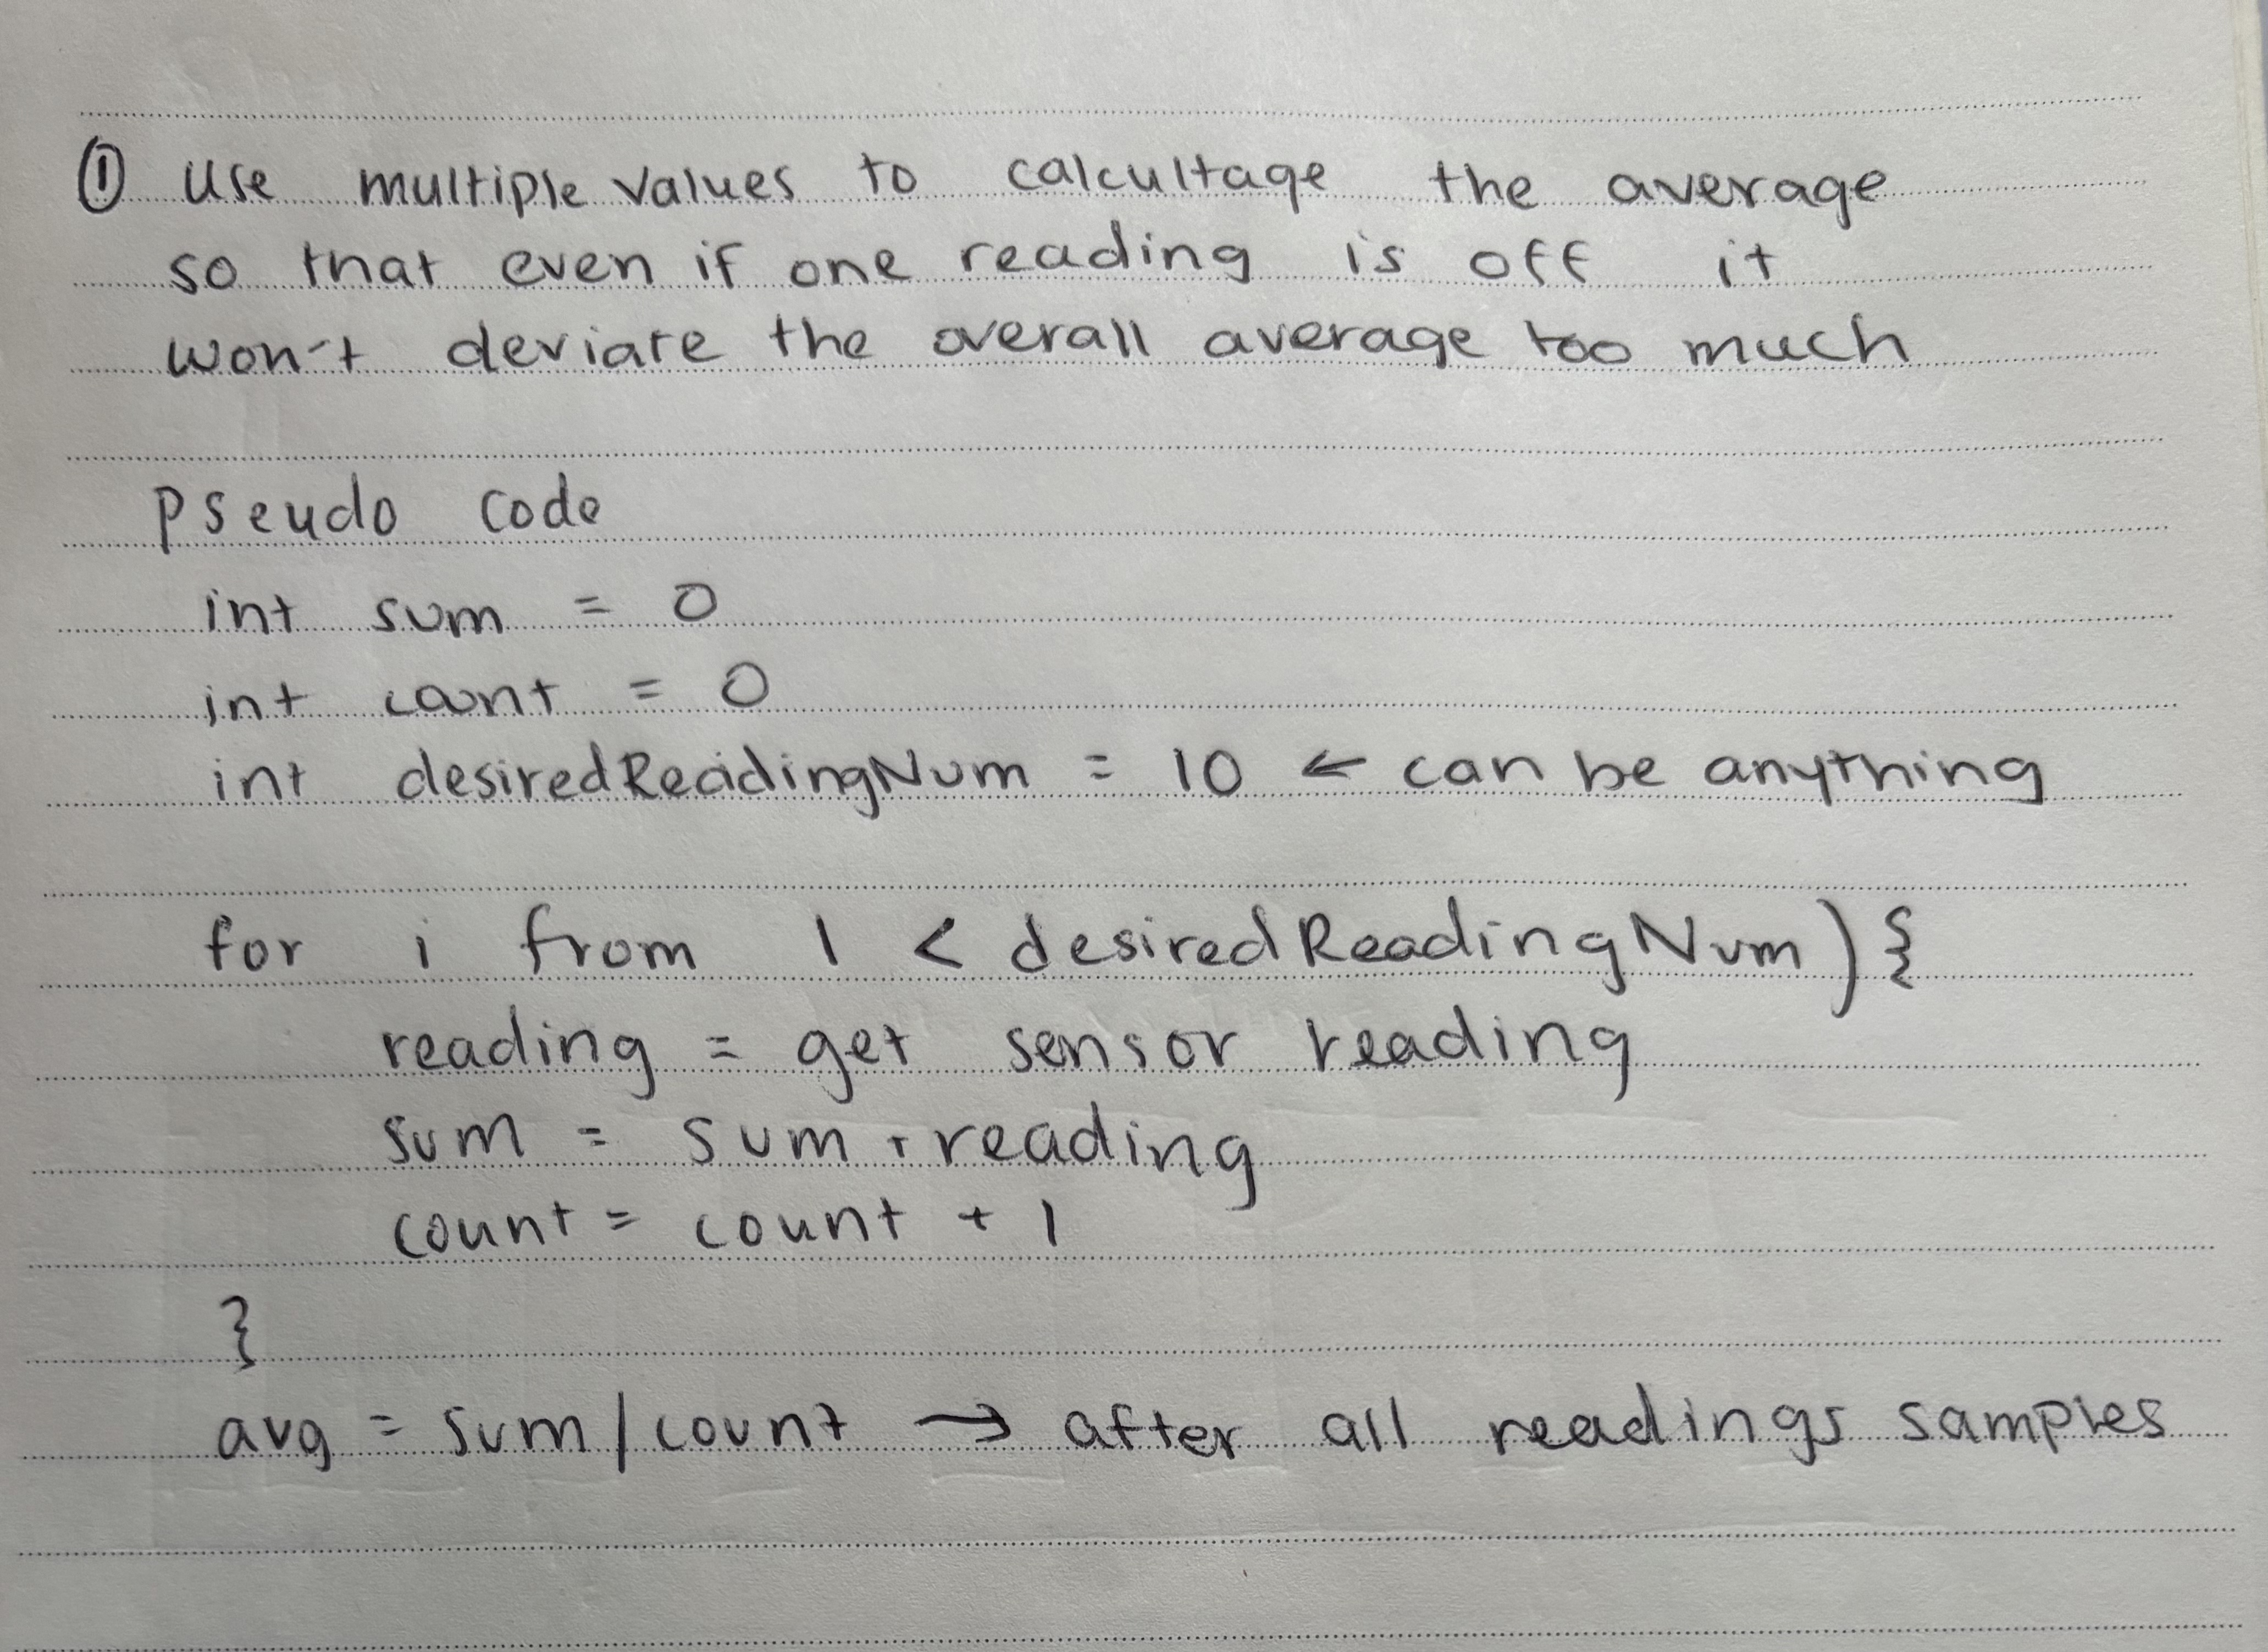 ① Use multiple values to calcultage the average
so that even if one reading is off it
won't deviate the overall average too much
Pseudo code
int sum = 0
int count = 0
int desiredReadingNum = 10 ← can be anything
for i from 1 < desiredReadingNum) {
reading = get sensor reading
sum = sum + reading
count = count + 1
}
avg = sum / count → after all readings samples